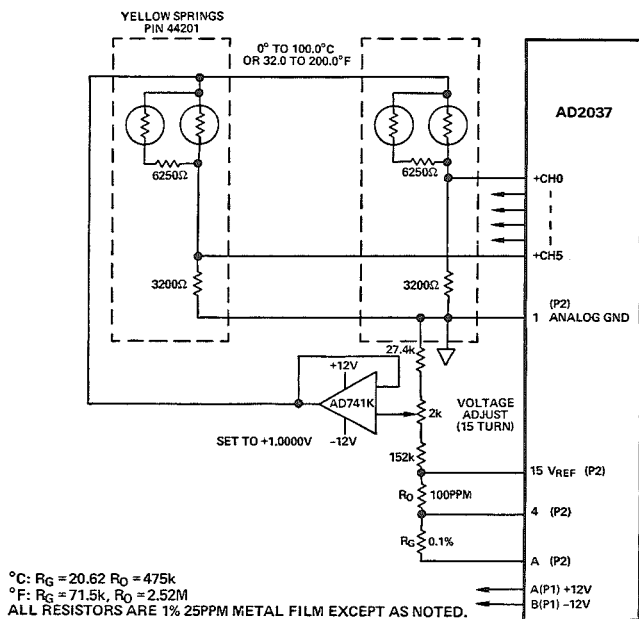 YELLOW SPRINGS
PIN 44201
0° TO 100.0°C
OR 32.0 TO 200.0°F
AD2037
6250Ω
6250Ω
+CH0
+CH5
3200Ω
3200Ω
(P2)
1 ANALOG GND
27.4k
+12V
AD741K
-12V
2k
VOLTAGE
ADJUST
(15 TURN)
SET TO +1.0000V
152k
15 VREF (P2)
RO 100PPM
4 (P2)
RG 0.1%
A (P2)
°C: RG = 20.62 RO = 475k
°F: RG = 71.5k, RO = 2.52M
ALL RESISTORS ARE 1% 25PPM METAL FILM EXCEPT AS NOTED.
A(P1) +12V
B(P1) -12V